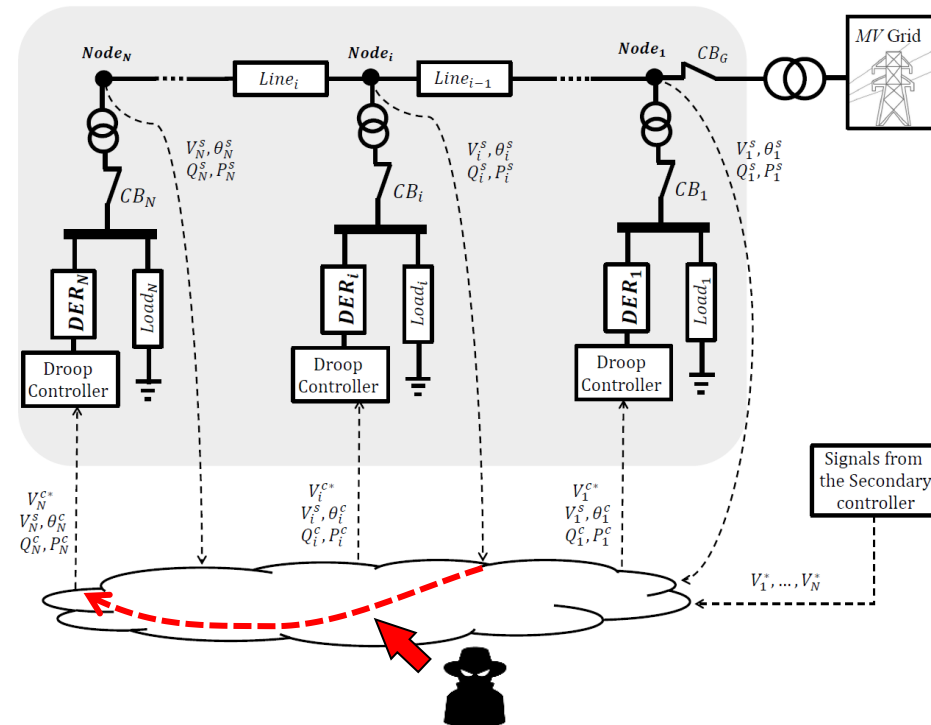 Node_N
Node_i
Node_1
CB_G
MV Grid
Line_i
Line_{i−1}
V_N^s, θ_N^s
Q_N^s, P_N^s
V_i^s, θ_i^s
Q_i^s, P_i^s
V_1^s, θ_1^s
Q_1^s, P_1^s
CB_N
CB_i
CB_1
DER_N
Load_N
DER_i
Load_i
DER_1
Load_1
Droop
Controller
Droop
Controller
Droop
Controller
Signals from
the Secondary
controller
V_N^{c*}
V_N^s, θ_N^c
Q_N^c, P_N^c
V_i^{c*}
V_i^s, θ_i^c
Q_i^c, P_i^c
V_1^{c*}
V_1^s, θ_1^c
Q_1^c, P_1^c
V_1^*, …, V_N^*